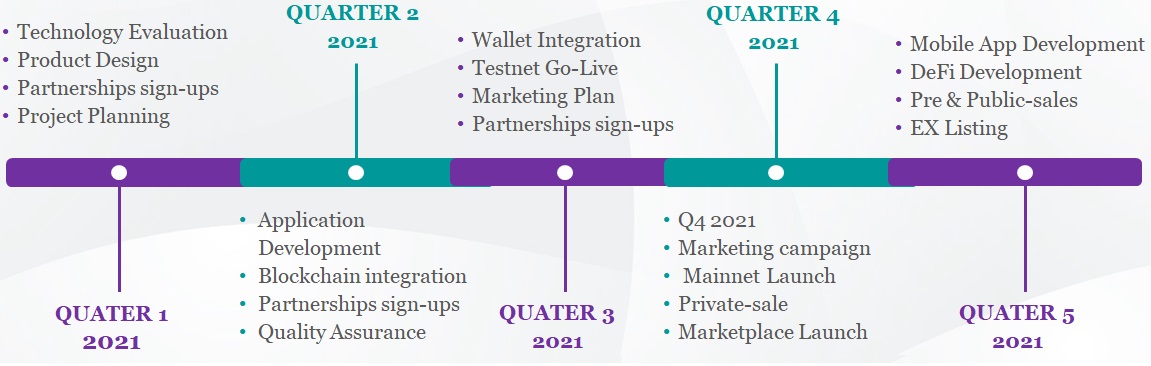 • Technology Evaluation
• Product Design
• Partnerships sign-ups
• Project Planning
QUATER 1
2021
QUARTER 2
2021
• Application
Development
• Blockchain integration
• Partnerships sign-ups
• Quality Assurance
• Wallet Integration
• Testnet Go-Live
• Marketing Plan
• Partnerships sign-ups
QUATER 3
2021
QUARTER 4
2021
• Q4 2021
• Marketing campaign
• Mainnet Launch
• Private-sale
• Marketplace Launch
• Mobile App Development
• DeFi Development
• Pre & Public-sales
• EX Listing
QUATER 5
2021